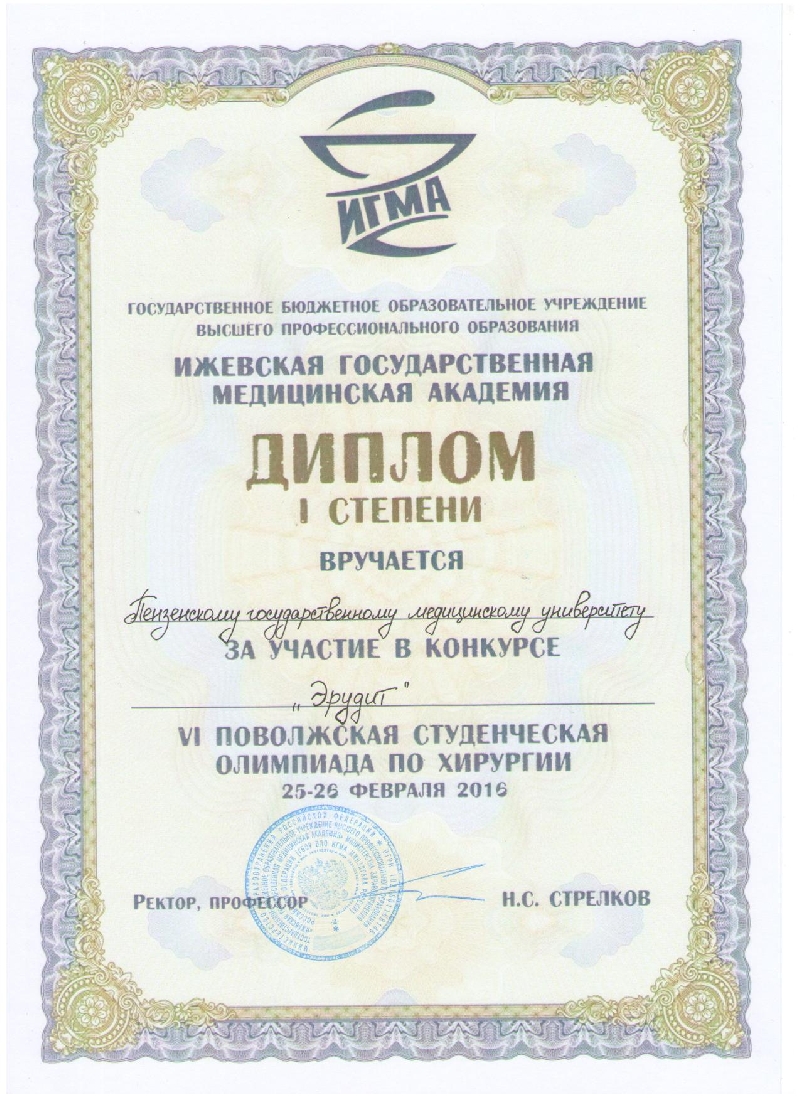 ИГМА
ГОСУДАРСТВЕННОЕ БЮДЖЕТНОЕ ОБРАЗОВАТЕЛЬНОЕ УЧРЕЖДЕНИЕ
ВЫСШЕГО ПРОФЕССИОНАЛЬНОГО ОБРАЗОВАНИЯ
ИЖЕВСКАЯ ГОСУДАРСТВЕННАЯ
МЕДИЦИНСКАЯ АКАДЕМИЯ
ДИПЛОМ
I СТЕПЕНИ
ВРУЧАЕТСЯ
Пензенскому государственному медицинскому университету
ЗА УЧАСТИЕ В КОНКУРСЕ
„Эрудит"
VI ПОВОЛЖСКАЯ СТУДЕНЧЕСКАЯ
ОЛИМПИАДА ПО ХИРУРГИИ
25-26 ФЕВРАЛЯ 2016
РЕКТОР, ПРОФЕССОР
Н.С. СТРЕЛКОВ